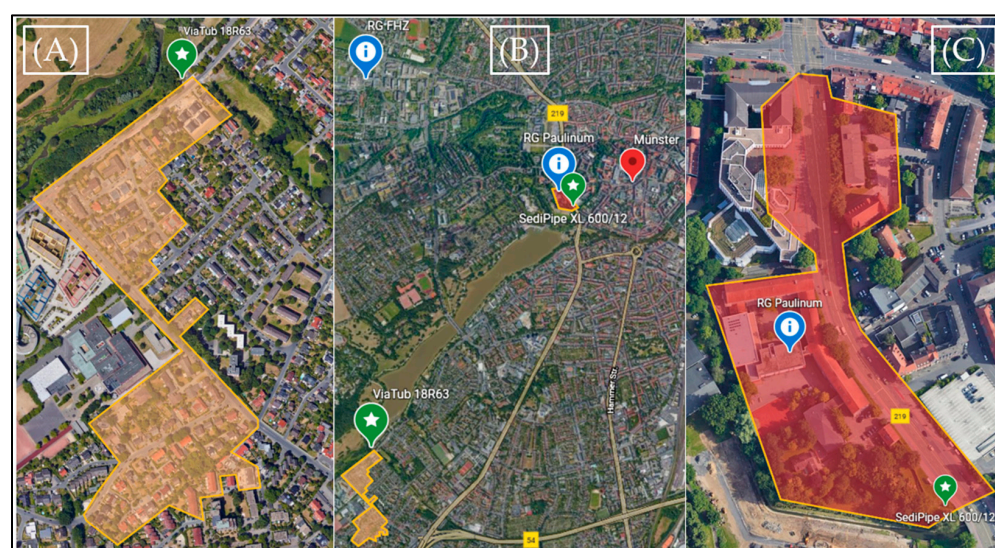 (A)
ViaTub 18R63
(B)
RG FHZ
219
RG Paulinum
Münster
SediPipe XL 600/12
ViaTub 18R63
Hammer Str.
54
(C)
RG Paulinum
219
SediPipe XL 600/12